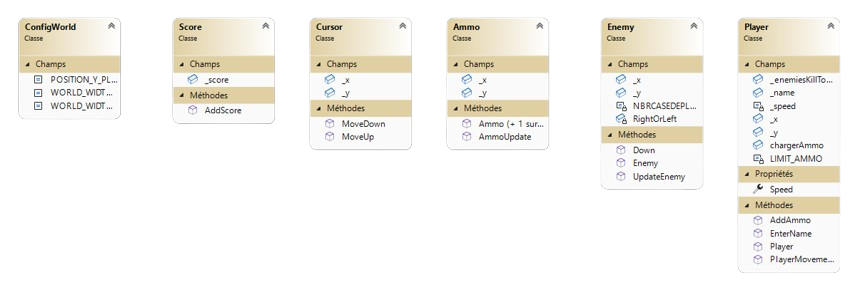 ConfigWorld
Classe
Champs
POSITION_Y_PL...
WORLD_WIDT...
WORLD_WIDT...
Score
Classe
Champs
_score
Méthodes
AddScore
Cursor
Classe
Champs
_x
_y
Méthodes
MoveDown
MoveUp
Ammo
Classe
Champs
_x
_y
Méthodes
Ammo (+ 1 sur...
AmmoUpdate
Enemy
Classe
Champs
_x
_y
NBRCASEDEPL...
RightOrLeft
Méthodes
Down
Enemy
UpdateEnemy
Player
Classe
Champs
_enemiesKillTo...
_name
_speed
_x
_y
chargerAmmo
LIMIT_AMMO
Propriétés
Speed
Méthodes
AddAmmo
EnterName
Player
PlayerMoveme...